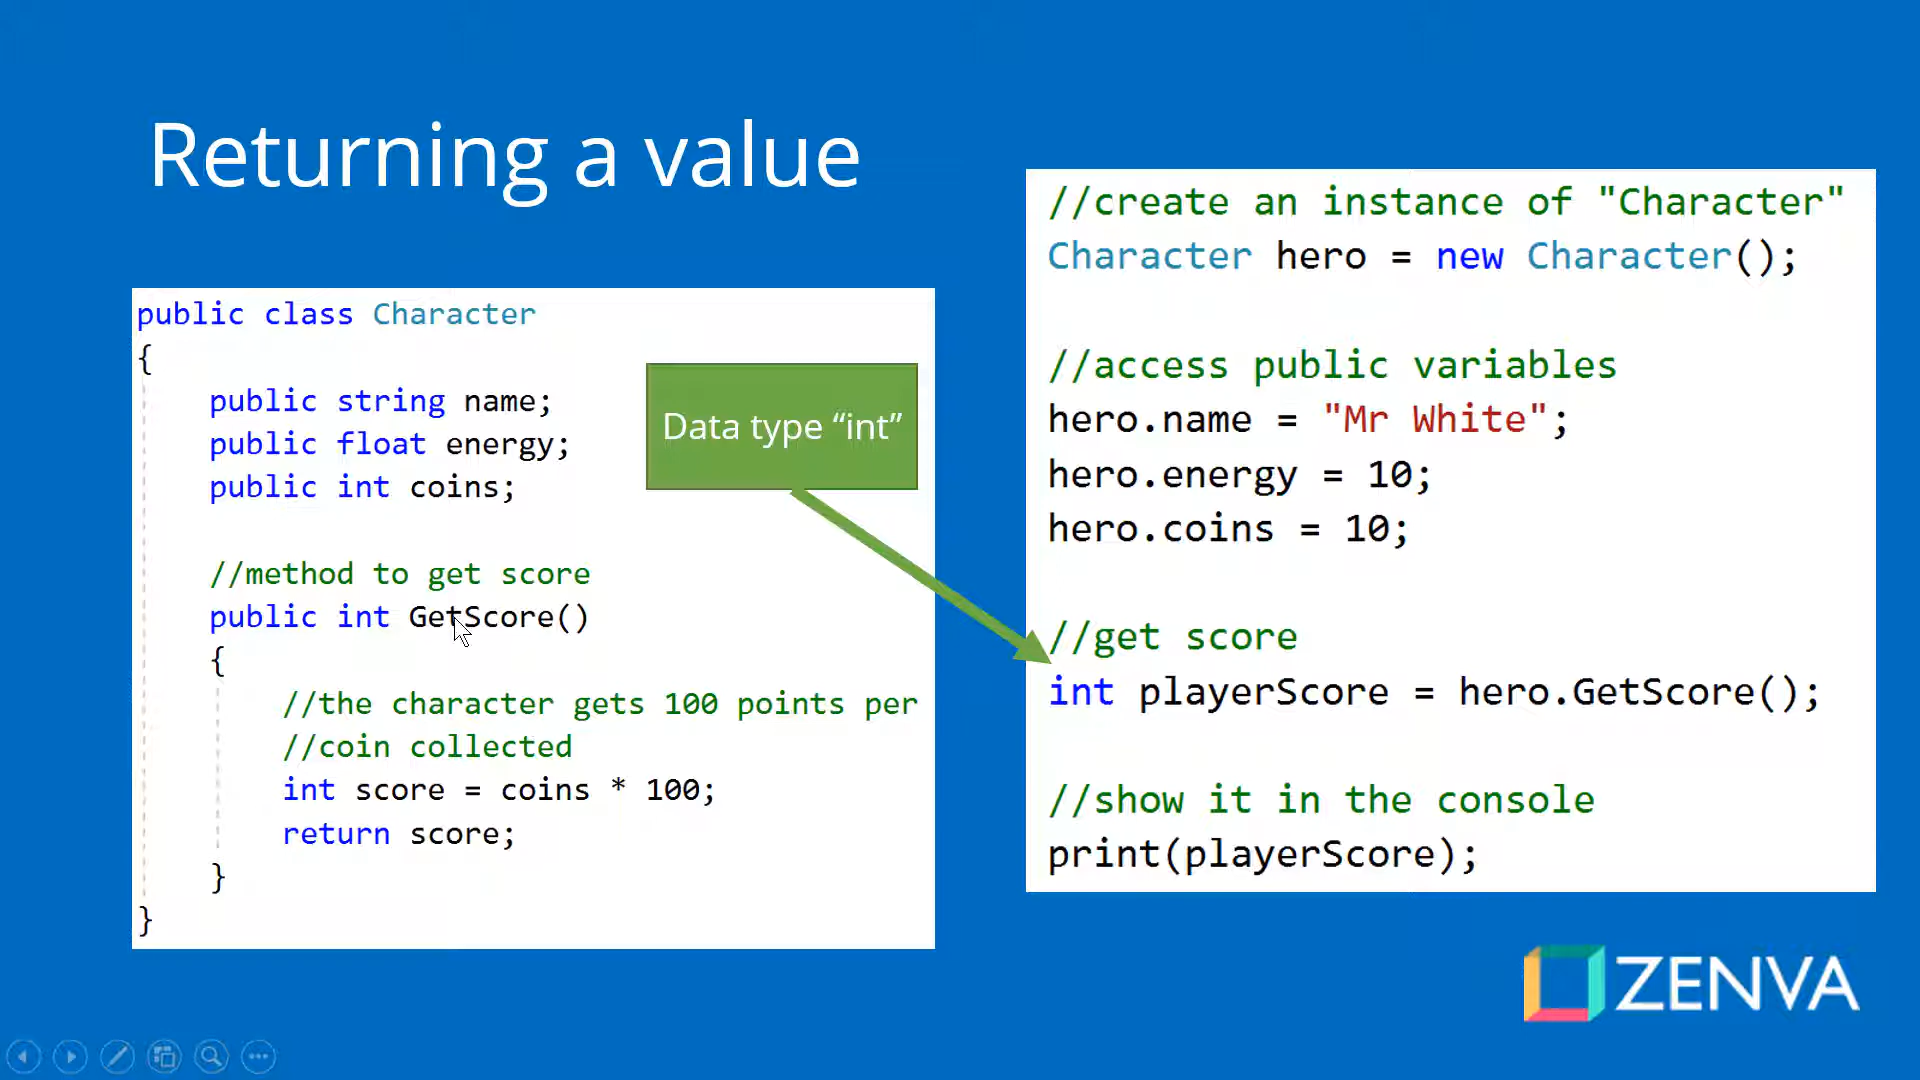 Returning a value
public class Character
{
public string name;
public float energy;
public int coins;
//method to get score
public int GetScore()
{
//the character gets 100 points per
//coin collected
int score = coins * 100;
return score;
}
}
Data type “int”
//create an instance of "Character"
Character hero = new Character();
//access public variables
hero.name = "Mr White";
hero.energy = 10;
hero.coins = 10;
//get score
int playerScore = hero.GetScore();
//show it in the console
print(playerScore);
ZENVA